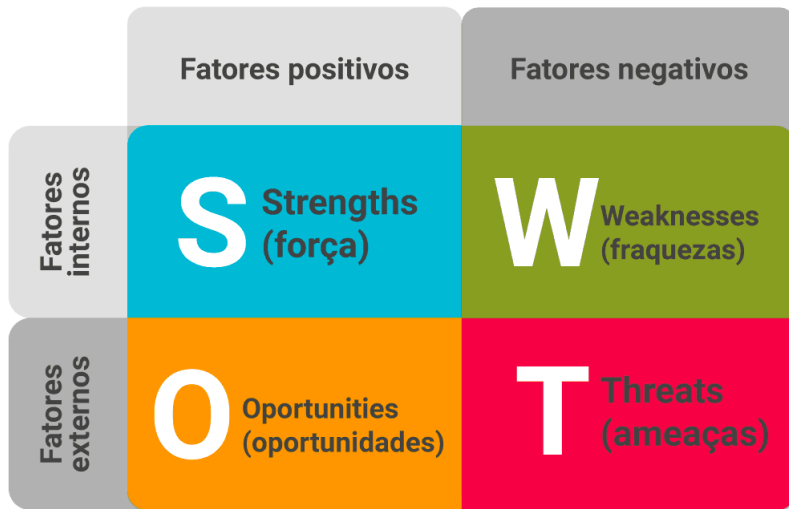 Fatores positivos
Fatores negativos
Fatores
internos
S
Strengths
(força)
W
Weaknesses
(fraquezas)
Fatores
externos
O
Oportunities
(oportunidades)
T
Threats
(ameaças)